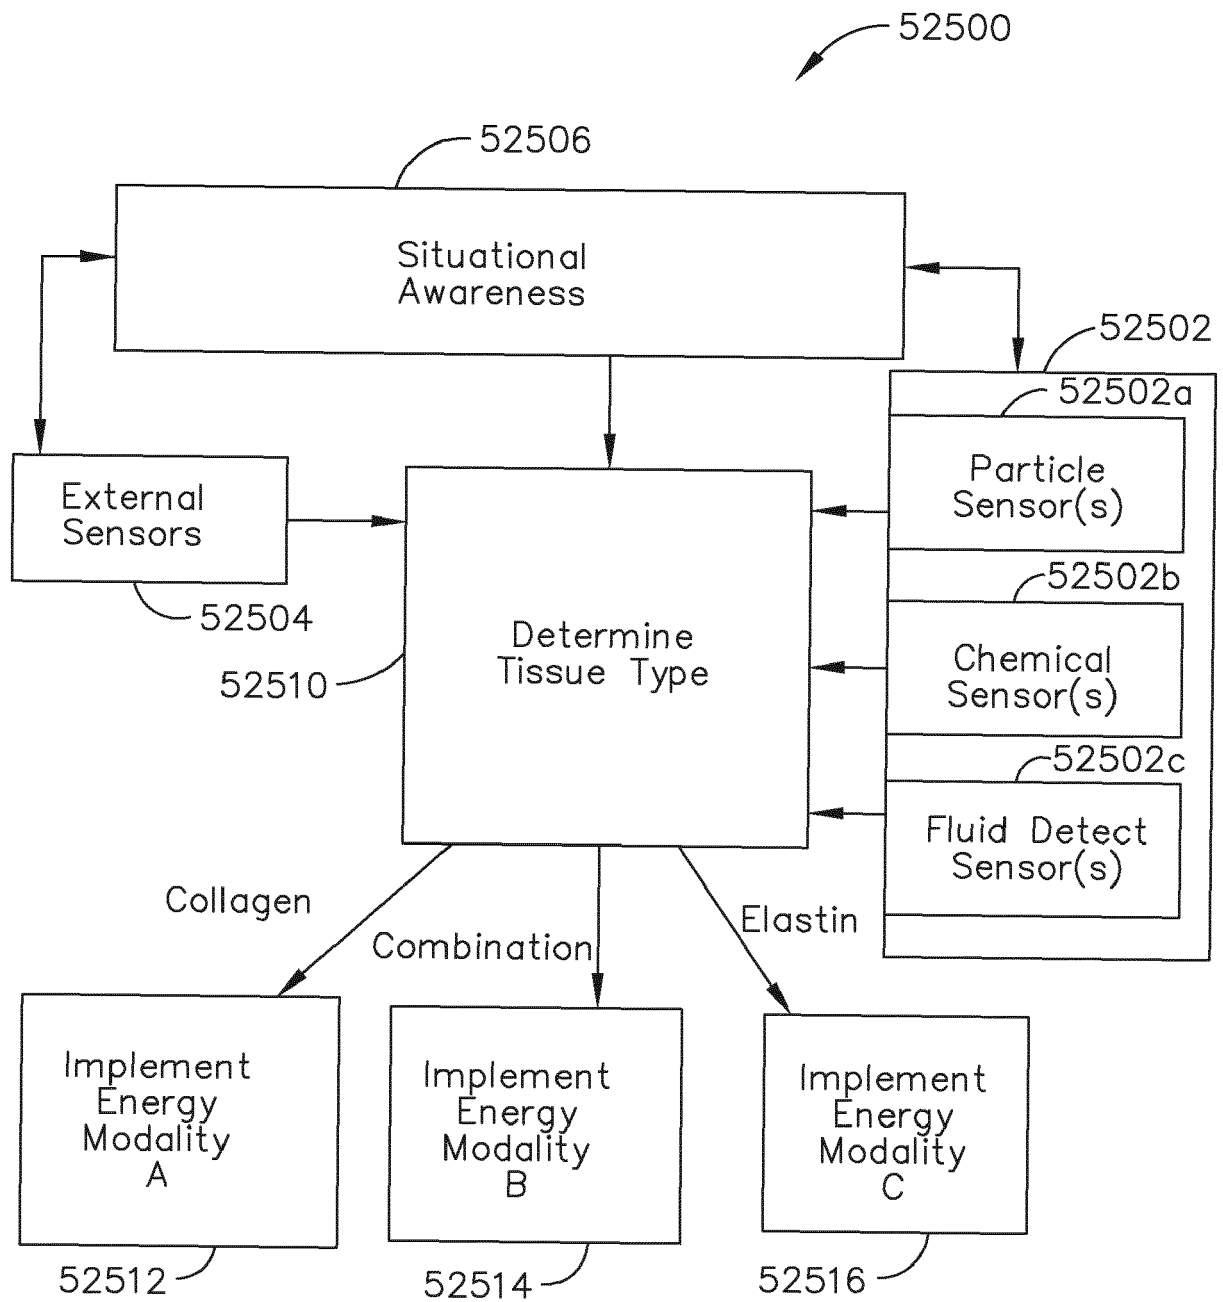 52500
52506
Situational
Awareness
52502
52502a
Particle
Sensor(s)
External
Sensors
52504
52502b
Determine
Tissue Type
52510
Chemical
Sensor(s)
52502c
Fluid Detect
Sensor(s)
Collagen
Combination
Elastin
Implement
Energy
Modality
A
52512
Implement
Energy
Modality
B
52514
Implement
Energy
Modality
C
52516